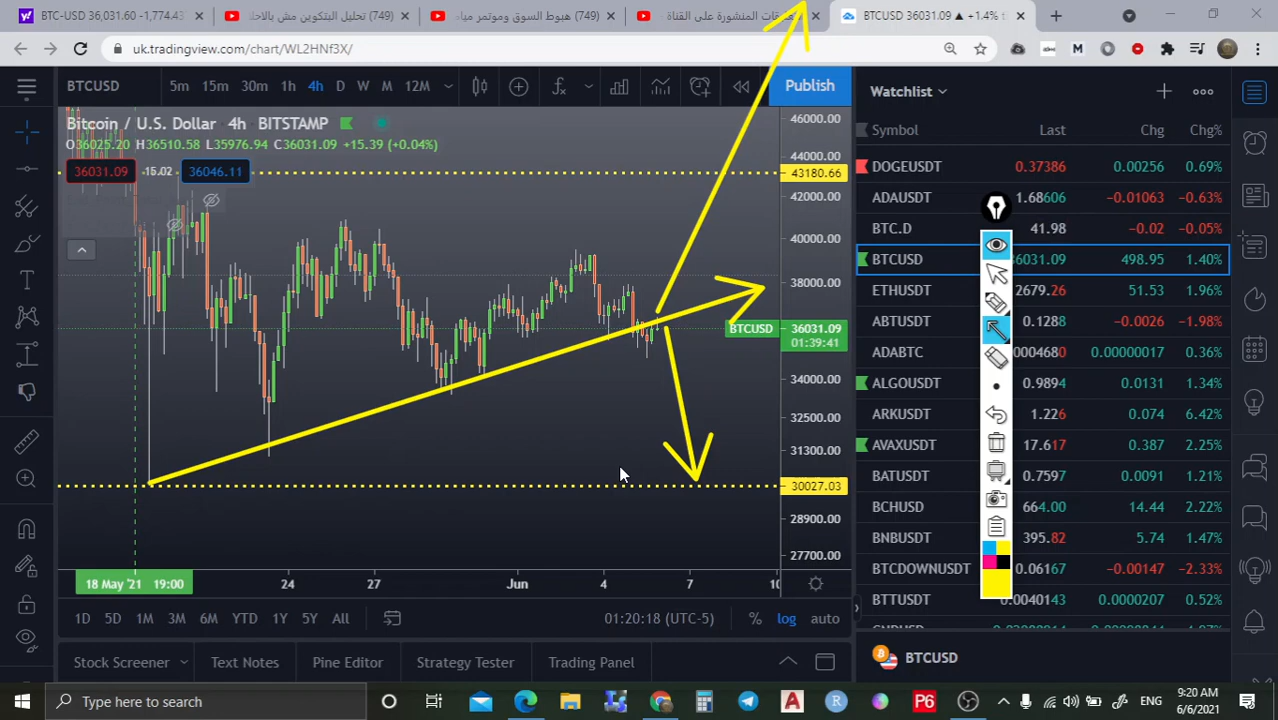 BTC-USD 36,031.60 -1,774.43
(749) تحليل البتكوين مش بالاحلا
(749) هبوط السوق وموتمر ميا
التعليقات المنشورة على القناة
BTCUSD 36031.09 ▲ +1.4%
uk.tradingview.com/chart/WL2HNf3X/
BTCUSD 5m 15m 30m 1h 4h D W M 12M Publish
Bitcoin / U.S. Dollar 4h BITSTAMP
O36025.20 H36510.58 L35976.94 C36031.09 +15.39 (+0.04%)
36031.09 15.02 36046.11
46000.00
44000.00
43180.66
42000.00
40000.00
38000.00
BTCUSD 36031.09
01:39:41
34000.00
32500.00
31300.00
30027.03
28900.00
27700.00
18 May '21 19:00 24 27 Jun 4 7 10
1D 5D 1M 3M 6M YTD 1Y 5Y All 01:20:18 (UTC-5) % log auto
Stock Screener Text Notes Pine Editor Strategy Tester Trading Panel
Watchlist
Symbol Last Chg Chg%
DOGEUSDT 0.37386 0.00256 0.69%
ADAUSDT 1.68606 −0.01063 −0.63%
BTC.D 41.98 −0.02 −0.05%
BTCUSD 6031.09 498.95 1.40%
ETHUSDT 2679.26 51.53 1.96%
ABTUSDT 0.1288 −0.0026 −1.98%
ADABTC 0004680 0.00000017 0.36%
ALGOUSDT 0.9894 0.0131 1.34%
ARKUSDT 1.226 0.074 6.42%
AVAXUSDT 17.617 0.387 2.25%
BATUSDT 0.7597 0.0091 1.21%
BCHUSD 664.00 14.44 2.22%
BNBUSDT 395.82 5.74 1.47%
BTCDOWNUSDT 0.06167 −0.00147 −2.33%
BTTUSDT 0.0040143 0.0000207 0.52%
BTCUSD
Type here to search
P6
ENG
9:20 AM
6/6/2021